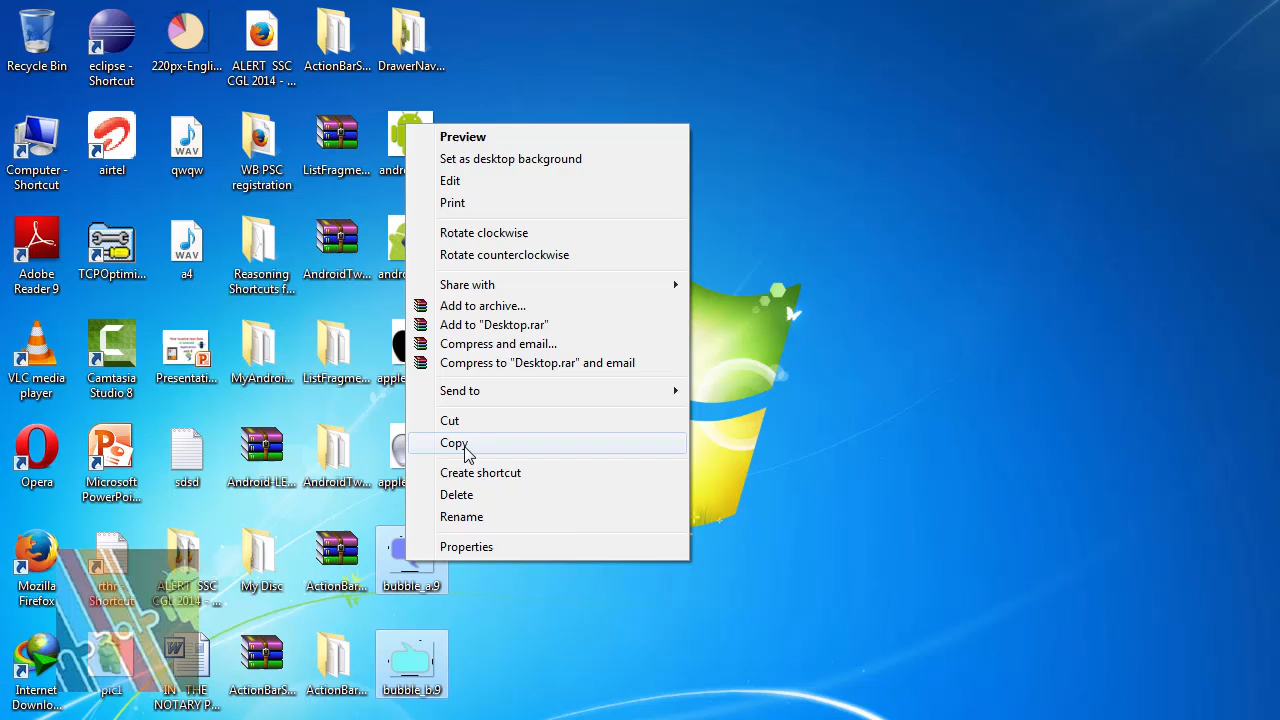 Recycle Bin
eclipse -
Shortcut
220px-Engli...
ALERT SSC
CGL 2014 - ...
ActionBarS...
DrawerNav...
Computer -
Shortcut
airtel
WAV
qwqw
WB PSC
registration
ListFragme...
Adobe
Reader 9
TCPOptimi...
WAV
a4
Reasoning
Shortcuts f...
AndroidTw...
VLC media
player
Camtasia
Studio 8
Presentati...
MyAndroi...
ListFragme...
Opera
Microsoft
PowerPoi...
sdsd
Android-LE...
AndroidTw...
Mozilla
Firefox
rthr -
Shortcut
ALERT SSC
CGL 2014 - ...
My Disc
ActionBar...
bubble_a.9
Internet
Downlo...
pic1
IN THE
NOTARY P...
ActionBarS...
ActionBar...
bubble_b.9
Preview
Set as desktop background
Edit
Print
Rotate clockwise
Rotate counterclockwise
Share with
Add to archive...
Add to "Desktop.rar"
Compress and email...
Compress to "Desktop.rar" and email
Send to
Cut
Copy
Create shortcut
Delete
Rename
Properties